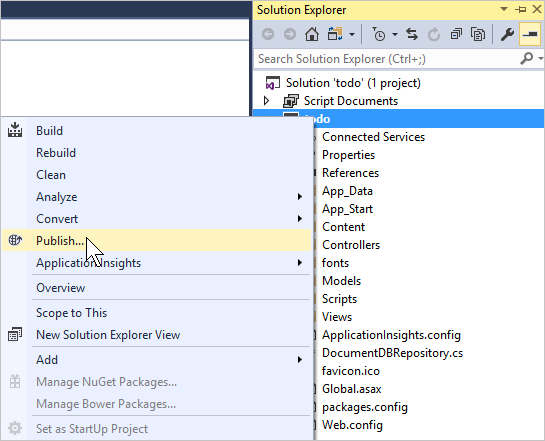 Solution Explorer
Search Solution Explorer (Ctrl+;)
Solution 'todo' (1 project)
Script Documents
todo
Connected Services
Properties
References
App_Data
App_Start
Content
Controllers
fonts
Models
Scripts
Views
ApplicationInsights.config
DocumentDBRepository.cs
favicon.ico
Global.asax
packages.config
Web.config
Build
Rebuild
Clean
Analyze
Convert
Publish...
ApplicationInsights
Overview
Scope to This
New Solution Explorer View
Add
Manage NuGet Packages...
Manage Bower Packages...
Set as StartUp Project